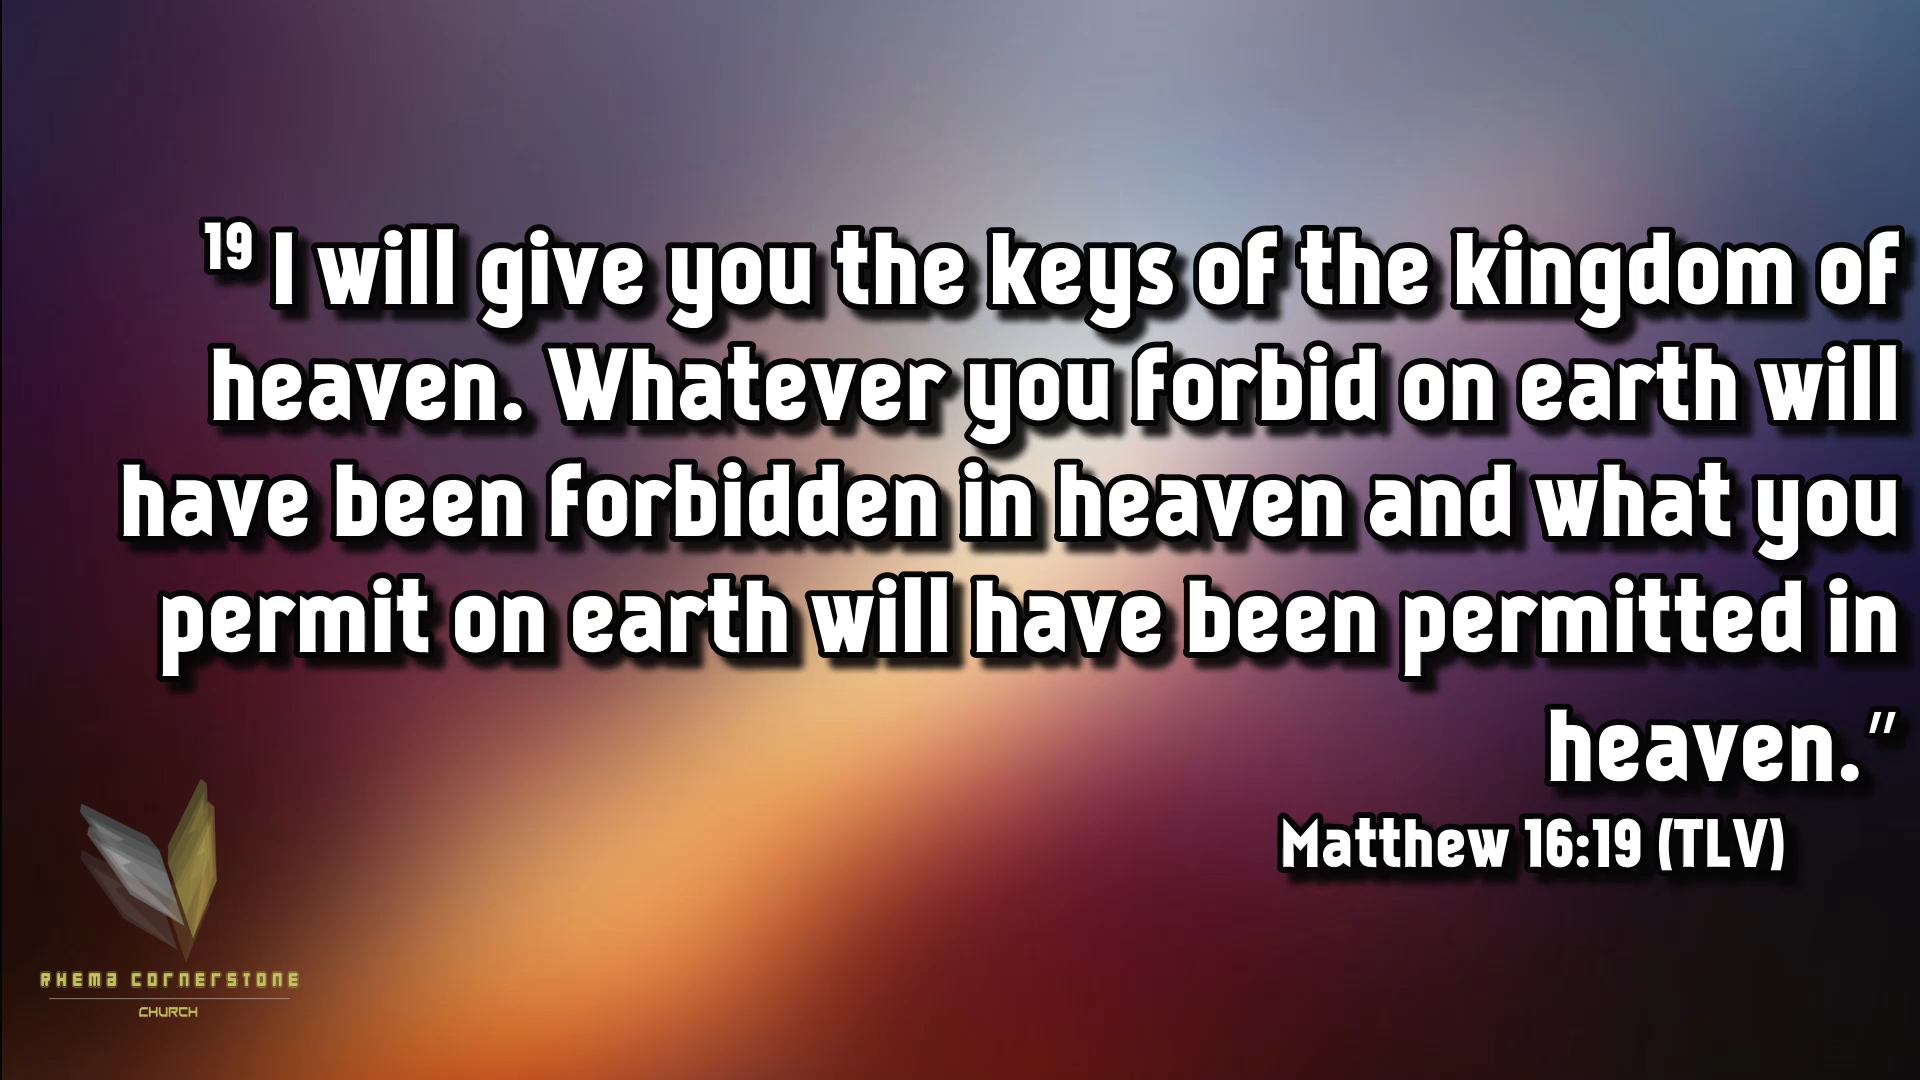 19 I will give you the keys of the kingdom of
heaven. Whatever you forbid on earth will
have been forbidden in heaven and what you
permit on earth will have been permitted in
heaven.”
Matthew 16:19 (TLV)
RHEMA CORNERSTONE
CHURCH